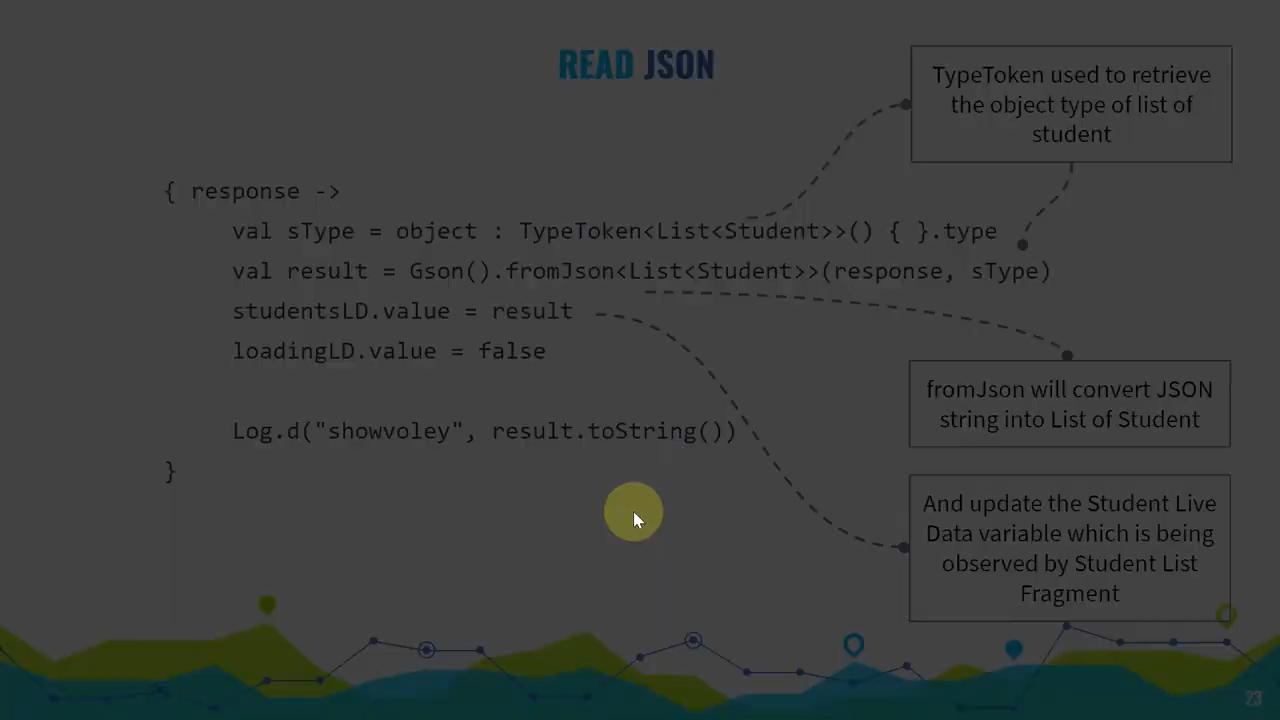 READ JSON
TypeToken used to retrieve
the object type of list of
student
{ response ->
val sType = object : TypeToken<List<Student>>() { }.type
val result = Gson().fromJson<List<Student>>(response, sType)
studentsLD.value = result
loadingLD.value = false
Log.d("showvoley", result.toString())
}
fromJson will convert JSON
string into List of Student
And update the Student Live
Data variable which is being
observed by Student List
Fragment
23